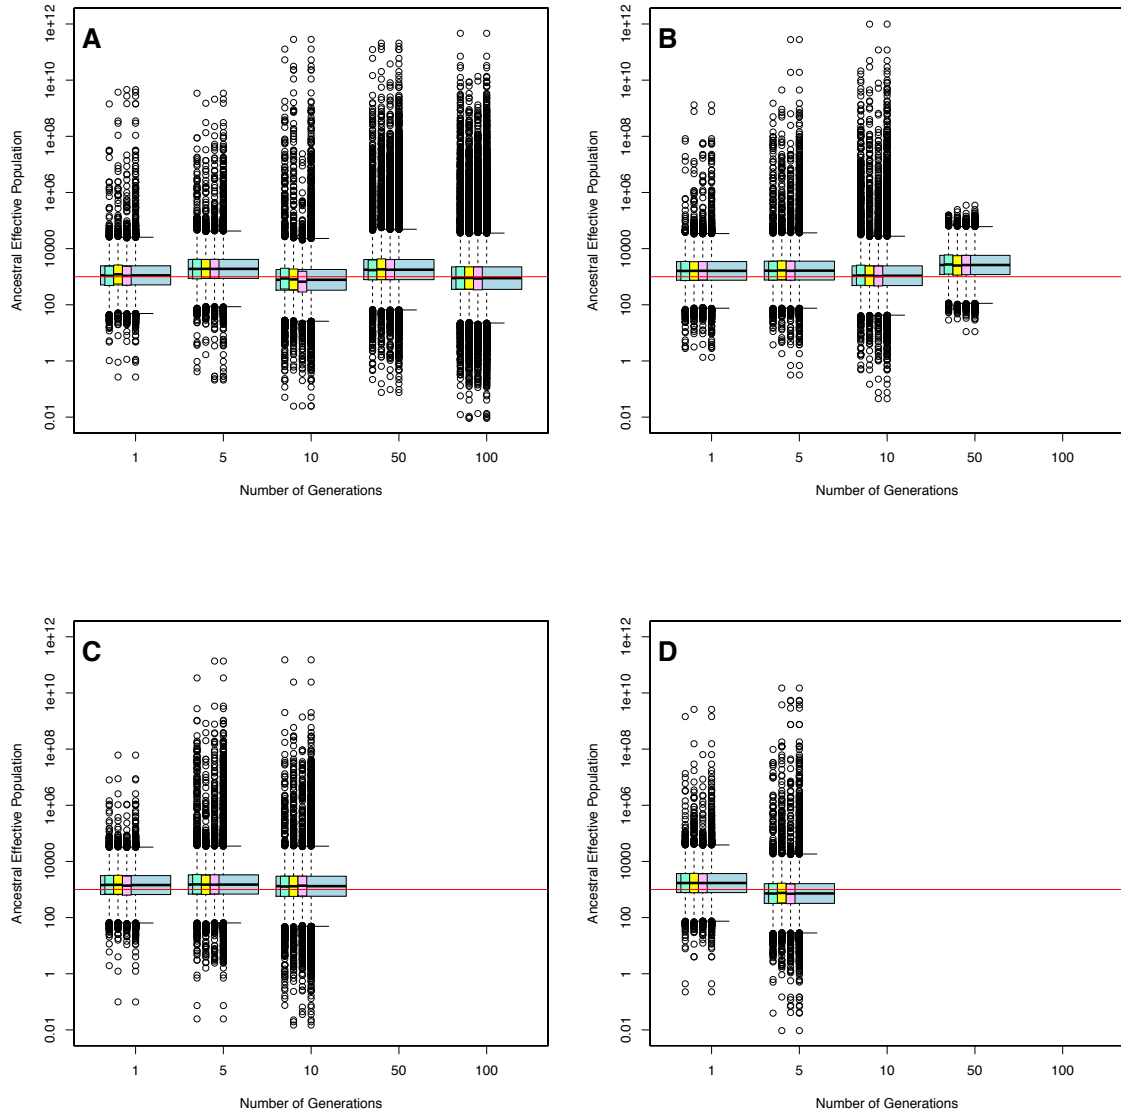 A
Ancestral Effective Population
1e+12
1e+10
1e+08
1e+06
10000
100
1
0.01
1 5 10 50 100
Number of Generations
B
Ancestral Effective Population
1e+12
1e+10
1e+08
1e+06
10000
100
1
0.01
1 5 10 50 100
Number of Generations
C
Ancestral Effective Population
1e+12
1e+10
1e+08
1e+06
10000
100
1
0.01
1 5 10 50 100
Number of Generations
D
Ancestral Effective Population
1e+12
1e+10
1e+08
1e+06
10000
100
1
0.01
1 5 10 50 100
Number of Generations